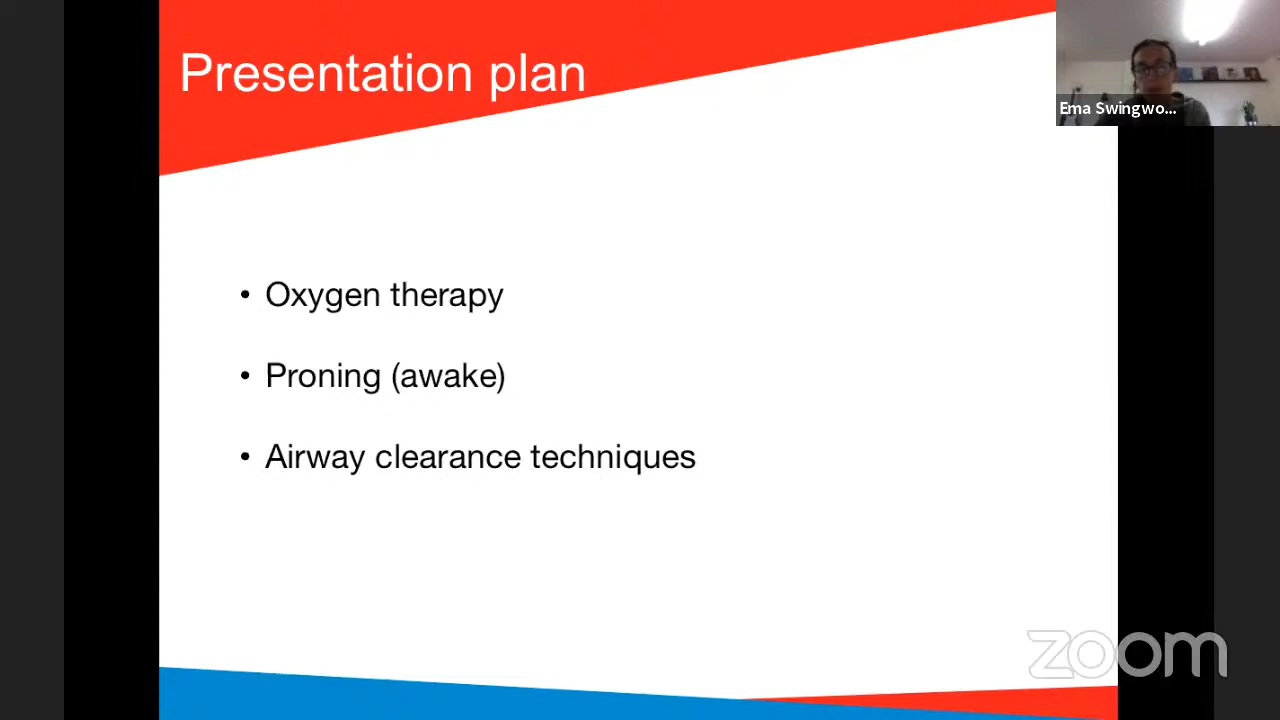 Presentation plan
Ema Swingwo...
• Oxygen therapy
• Proning (awake)
• Airway clearance techniques
zoom